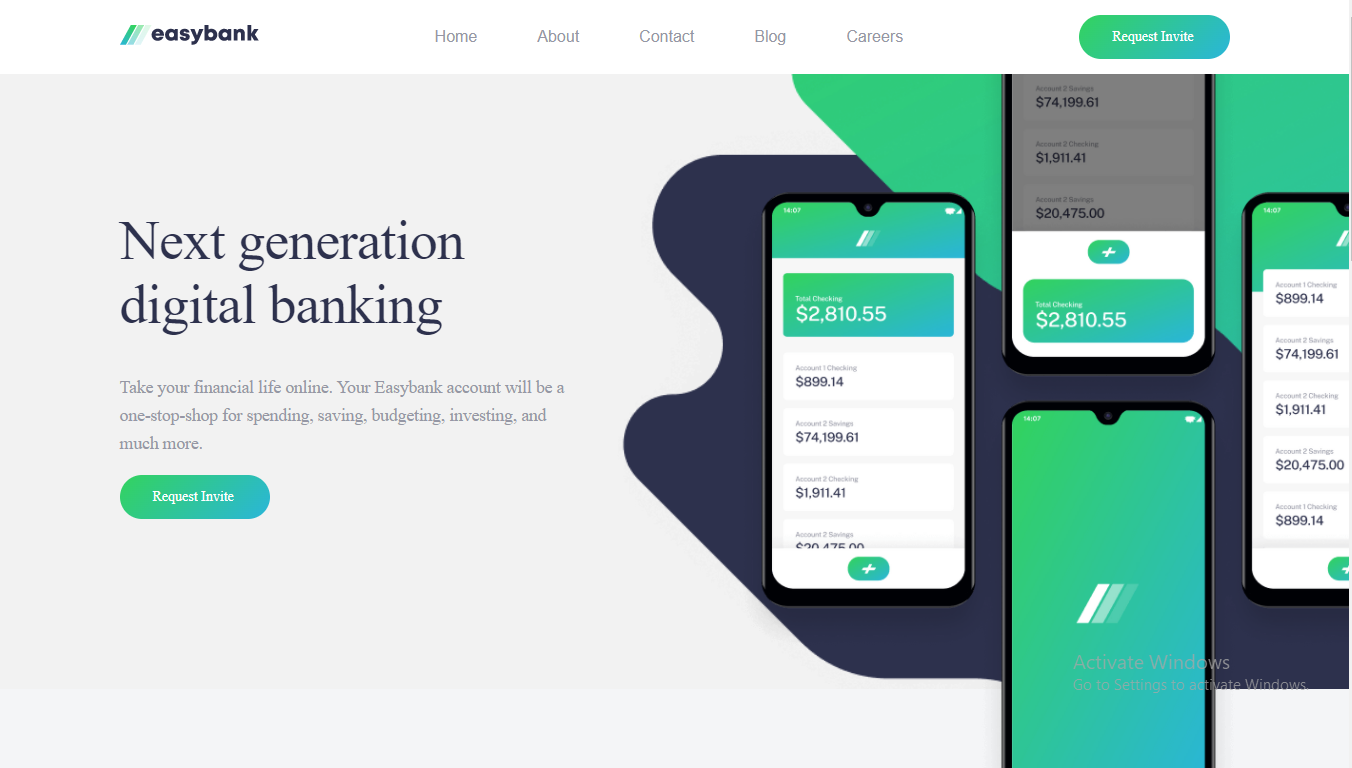 easybank
Home
About
Contact
Blog
Careers
Request Invite
Next generation
digital banking
Take your financial life online. Your Easybank account will be a
one-stop-shop for spending, saving, budgeting, investing, and
much more.
Request Invite
14:07
Total Checking
$2,810.55
Account 1 Checking
$899.14
Account 2 Savings
$74,199.61
Account 2 Checking
$1,911.41
Account 2 Savings
$20,475.00
Account 2 Savings
$74,199.61
Account 2 Checking
$1,911.41
Account 2 Savings
$20,475.00
Total Checking
$2,810.55
14:07
14:07
Account 1 Checking
$899.14
Account 2 Savings
$74,199.61
Account 2 Checking
$1,911.41
Account 2 Savings
$20,475.00
Account 1 Checking
$899.14
Activate Windows
Go to Settings to activate Windows.